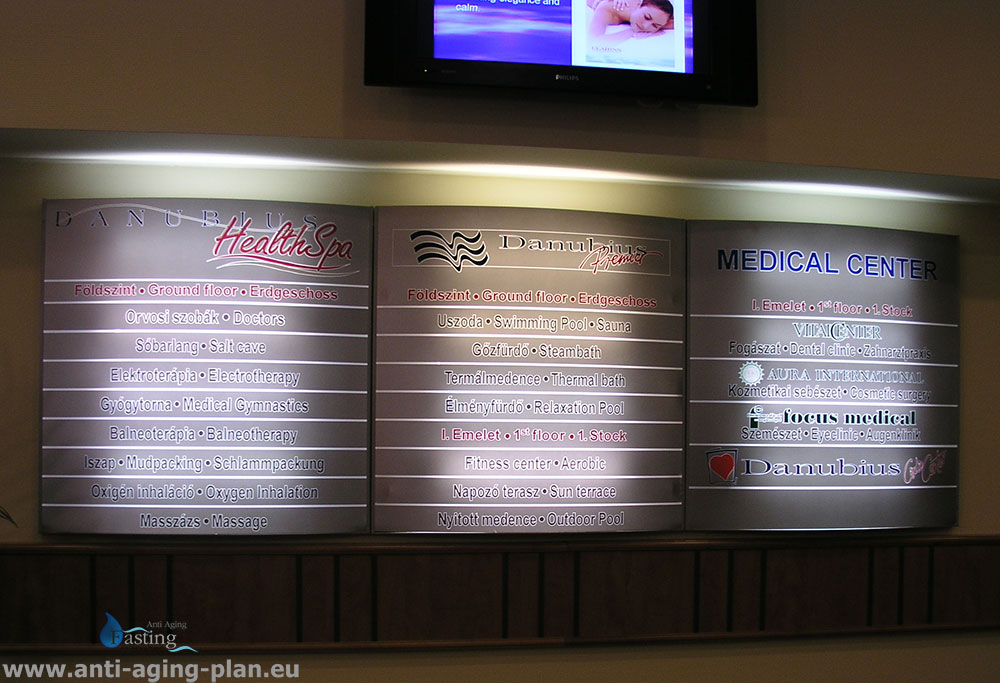 calm
PHILIPS
DANUBIUS
HealthSpa
Földszint • Ground floor • Erdgeschoss
Orvosi szobák • Doctors
Sóbarlang • Salt cave
Elektroterápia • Electrotherapy
Gyógytorna • Medical Gymnastics
Balneoterápia • Balneotherapy
Iszap • Mudpacking • Schlammpackung
Oxigén inhaláció • Oxygen Inhalation
Masszázs • Massage
Danubius
Premier
Földszint • Ground floor • Erdgeschoss
Uszoda • Swimming Pool • Sauna
Gőzfürdő • Steambath
Termálmedence • Thermal bath
Élményfürdő • Relaxation Pool
I. Emelet • 1st floor • 1. Stock
Fitness center • Aerobic
Napozó terasz • Sun terrace
Nyitott medence • Outdoor Pool
MEDICAL CENTER
I. Emelet • 1st floor • 1. Stock
VITALCENTER
Fogászat • Dental clinic • Zahnarztpraxis
AURA INTERNATIONAL
Kozmetikai sebészet • Cosmetic surgery
focus medical
Szemészet • Eyeclinic • Augenklinik
Danubius
Anti Aging
Fasting
www.anti-aging-plan.eu